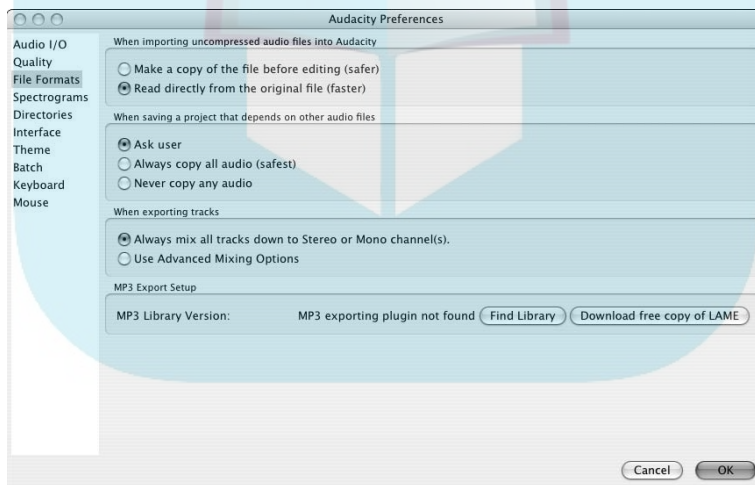 Audacity Preferences
Audio I/O
Quality
File Formats
Spectrograms
Directories
Interface
Theme
Batch
Keyboard
Mouse
When importing uncompressed audio files into Audacity
Make a copy of the file before editing (safer)
Read directly from the original file (faster)
When saving a project that depends on other audio files
Ask user
Always copy all audio (safest)
Never copy any audio
When exporting tracks
Always mix all tracks down to Stereo or Mono channel(s).
Use Advanced Mixing Options
MP3 Export Setup
MP3 Library Version: MP3 exporting plugin not found Find Library Download free copy of LAME
Cancel OK